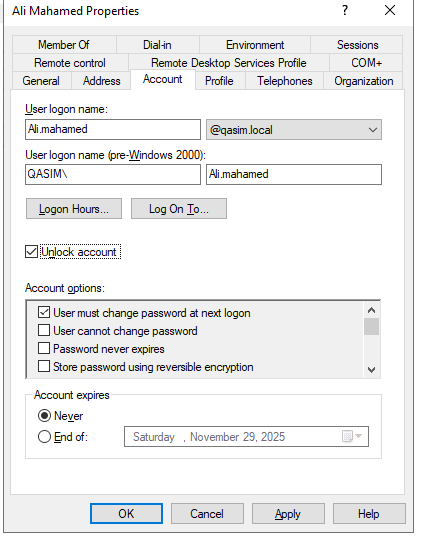 Ali Mahamed Properties ? ×
Member Of Dial-in Environment Sessions
Remote control Remote Desktop Services Profile COM+
General Address Account Profile Telephones Organization
User logon name:
Ali.mahamed @qasim.local
User logon name (pre-Windows 2000):
QASIM\ Ali.mahamed
Logon Hours... Log On To...
Unlock account
Account options:
User must change password at next logon
User cannot change password
Password never expires
Store password using reversible encryption
Account expires
Never
End of: Saturday , November 29, 2025
OK Cancel Apply Help